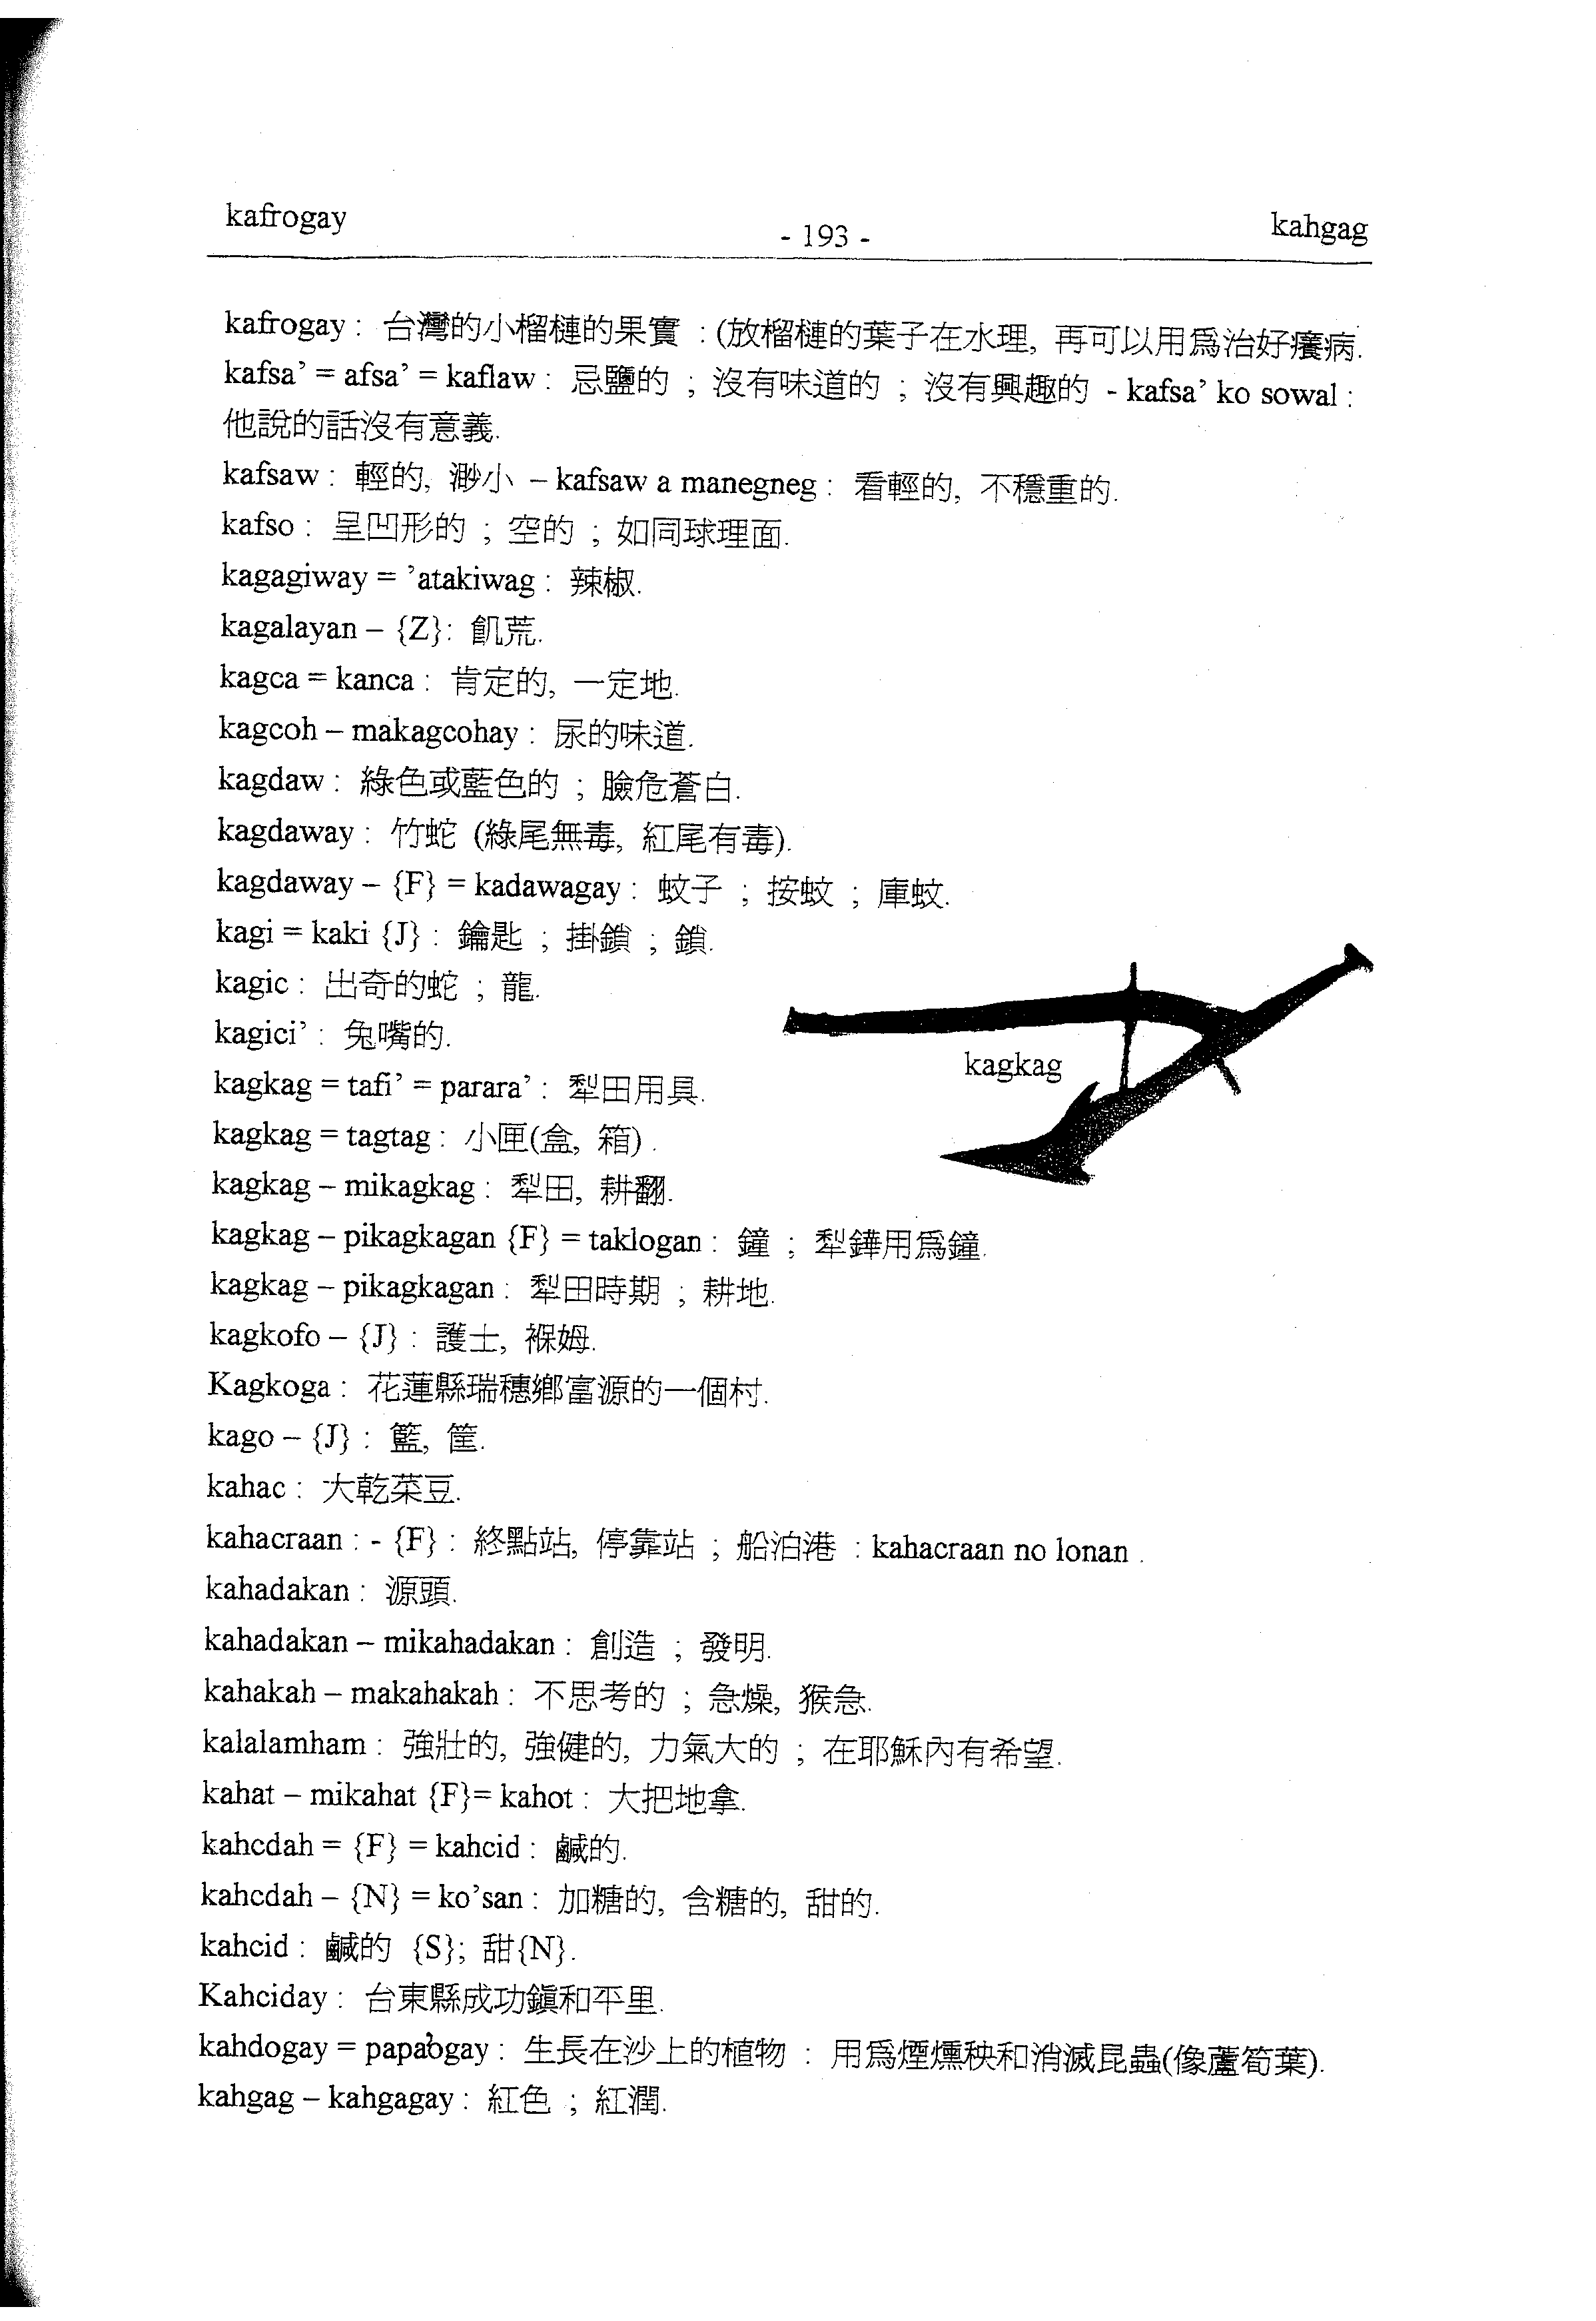 kafrogay - 193 - kahgag
kafrogay : 台灣的小榴槤的果實 : (放榴槤的葉子在水理, 再可以用爲治好癢病.
kafsa’ = afsa’ = kaflaw : 忌鹽的 ; 沒有味道的 ; 沒有興趣的 - kafsa’ ko sowal :
他說的話沒有意義.
kafsaw : 輕的, 渺小 – kafsaw a manegneg : 看輕的, 不穩重的.
kafso : 呈凹形的 ; 空的 ; 如同球理面.
kagagiway = ’atakiwag : 辣椒.
kagalayan – {Z}: 飢荒.
kagca = kanca : 肯定的, 一定地.
kagcoh – makagcohay : 尿的味道.
kagdaw : 綠色或藍色的 ; 臉危蒼白.
kagdaway : 竹蛇 (綠尾無毒, 紅尾有毒).
kagdaway – {F} = kadawagay : 蚊子 ; 按蚊 ; 庫蚊.
kagi = kaki {J} : 鑰匙 ; 掛鎖 ; 鎖.
kagic : 出奇的蛇 ; 龍.
kagici’ : 兔嘴的.
kagkag
kagkag = tafi’ = parara’ : 犁田用具.
kagkag = tagtag : 小匣(盒, 箱) .
kagkag – mikagkag : 犁田, 耕翻.
kagkag – pikagkagan {F} = taklogan : 鐘 ; 犁鏵用爲鐘.
kagkag – pikagkagan : 犁田時期 ; 耕地.
kagkofo – {J} : 護士, 褓姆.
Kagkoga : 花蓮縣瑞穗鄉富源的一個村.
kago – {J} : 籃, 筐.
kahac : 大乾菜豆.
kahacraan : - {F} : 終點站, 停靠站 ; 船泊港 : kahacraan no lonan .
kahadakan : 源頭.
kahadakan – mikahadakan : 創造 ; 發明.
kahakah – makahakah : 不思考的 ; 急燥, 猴急.
kalalamham : 強壯的, 強健的, 力氣大的 ; 在耶穌內有希望.
kahat – mikahat {F}= kahot : 大把地拿.
kahcdah = {F} = kahcid : 鹹的.
kahcdah – {N} = ko’san : 加糖的, 含糖的, 甜的.
kahcid : 鹹的 {S}; 甜{N}.
Kahciday : 台東縣成功鎭和平里.
kahdogay = papa’ogay : 生長在沙上的植物 : 用爲煙燻秧和消滅昆蟲(像蘆筍葉).
kahgag – kahgagay : 紅色 ; 紅潤.